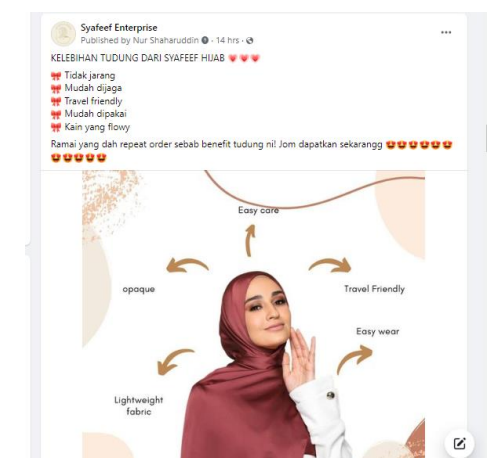 Syafeef Enterprise
Published by Nur Shaharuddin · 14 hrs ·
KELEBIHAN TUDUNG DARI SYAFEEF HIJAB 💗💗💗
🎀 Tidak jarang
🎀 Mudah dijaga
🎀 Travel friendly
🎀 Mudah dipakai
🎀 Kain yang flowy
Ramai yang dah repeat order sebab benefit tudung ni! Jom dapatkan sekarangg 😍😍😍😍😍😍
😍😍😍😍😍
Easy care
opaque
Travel Friendly
Easy wear
Lightweight
fabric